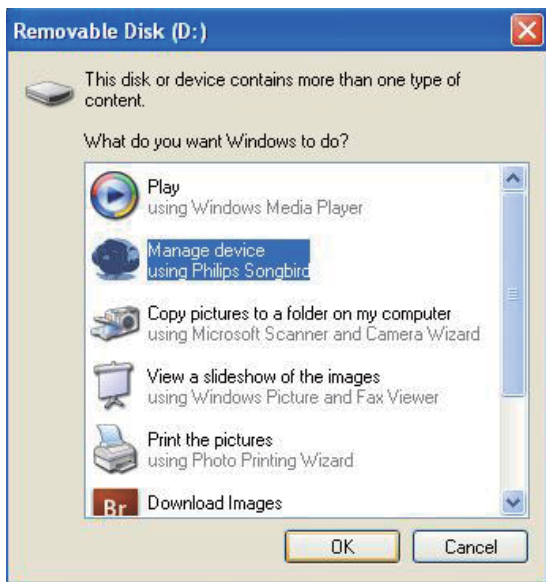 Removable Disk (D:)
This disk or device contains more than one type of
content.
What do you want Windows to do?
Play
using Windows Media Player
Manage device
using Philips Songbird
Copy pictures to a folder on my computer
using Microsoft Scanner and Camera Wizard
View a slideshow of the images
using Windows Picture and Fax Viewer
Print the pictures
using Photo Printing Wizard
Br Download Images
OK Cancel